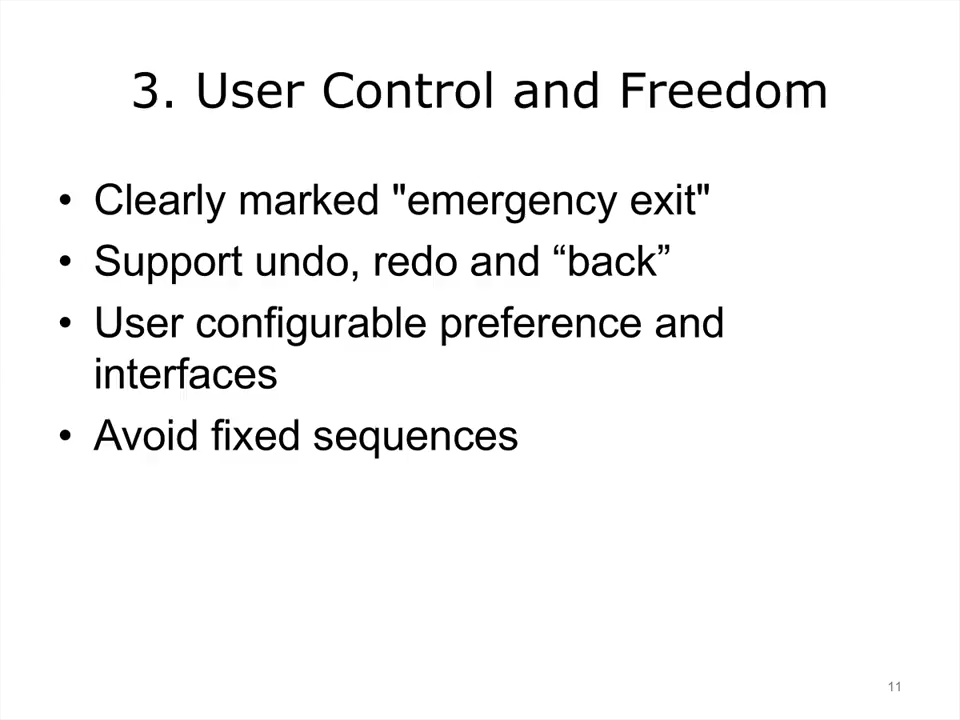 3. User Control and Freedom
• Clearly marked "emergency exit"
• Support undo, redo and “back”
• User configurable preference and
interfaces
• Avoid fixed sequences
11